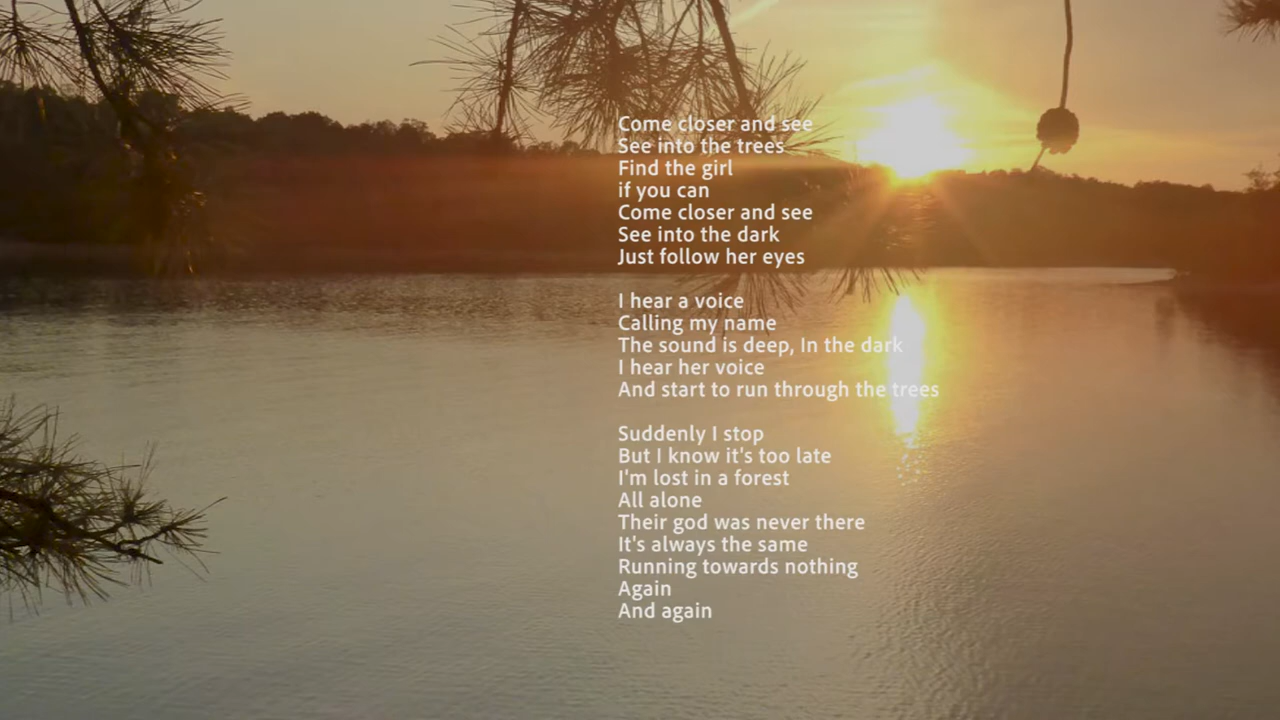 Come closer and see
See into the trees
Find the girl
if you can
Come closer and see
See into the dark
Just follow her eyes
I hear a voice
Calling my name
The sound is deep, In the dark
I hear her voice
And start to run through the trees
Suddenly I stop
But I know it's too late
I'm lost in a forest
All alone
Their god was never there
It's always the same
Running towards nothing
Again
And again